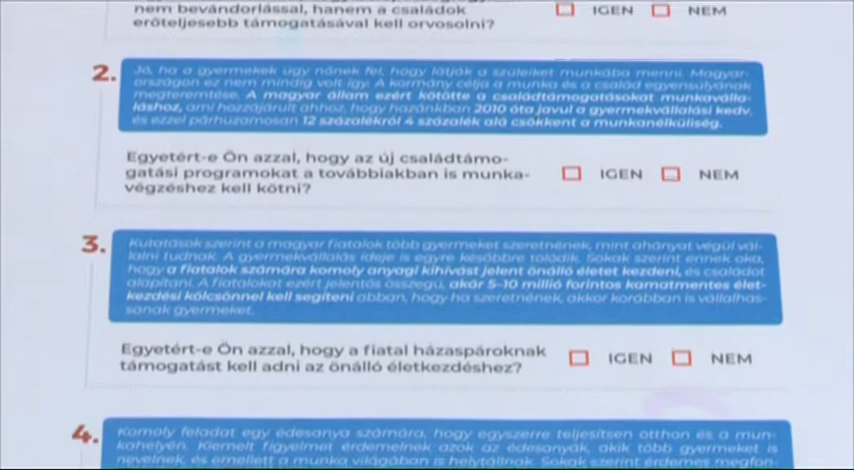 nem bevándorlással, hanem a családok
erőteljesebb támogatásával kell orvosolni?
IGEN NEM
2.
Jó, ha a gyermekek úgy nőnek fel, hogy látják a szüleiket munkába menni. Magyar-
országon ez nem mindig volt így. A kormány célja a munka és a család egyensúlyának
megteremtése. A magyar állam ezért kötötte a családtámogatásokat munkaválla-
láshoz, ami hozzájárult ahhoz, hogy hazánkban 2010 óta javul a gyermekvállalási kedv,
és ezzel párhuzamosan 12 százalékról 4 százalék alá csökkent a munkanélküliség.
Egyetért-e Ön azzal, hogy az új családtámo-
gatási programokat a továbbiakban is munka-
végzéshez kell kötni?
IGEN NEM
3.
Kutatások szerint a magyar fiatalok több gyermeket szeretnének, mint ahányat végül vál-
lalni tudnak. A gyermekvállalás ideje is egyre későbbre tolódik. Sokak szerint ennek oka,
hogy a fiatalok számára komoly anyagi kihívást jelent önálló életet kezdeni, és családot
alapítani. A fiatalokat ezért jelentős összegű, akár 5-10 millió forintos kamatmentes élet-
kezdési kölcsönnel kell segíteni abban, hogy ha szeretnének, akkor korábban is vállalhas-
sanak gyermeket.
Egyetért-e Ön azzal, hogy a fiatal házaspároknak
támogatást kell adni az önálló életkezdéshez?
IGEN NEM
4.
Komoly feladat egy édesanya számára, hogy egyszerre teljesítsen otthon és a mun-
kahelyén. Kiemelt figyelmet érdemelnek azok az édesanyák, akik több gyermeket is
nevelnek, és emellett a munka világában is helytállnak. Sokak szerint érdemes megfon-